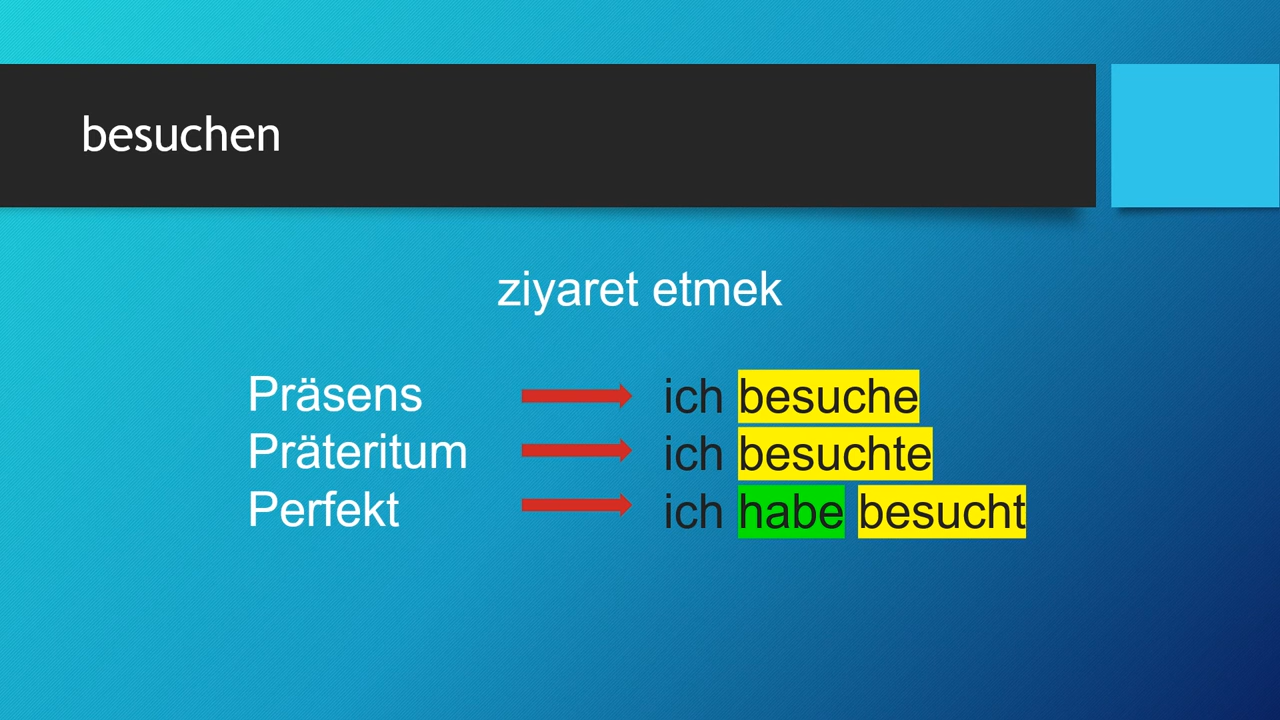 besuchen
ziyaret etmek
Präsens ich besuche
Präteritum ich besuchte
Perfekt ich habe besucht